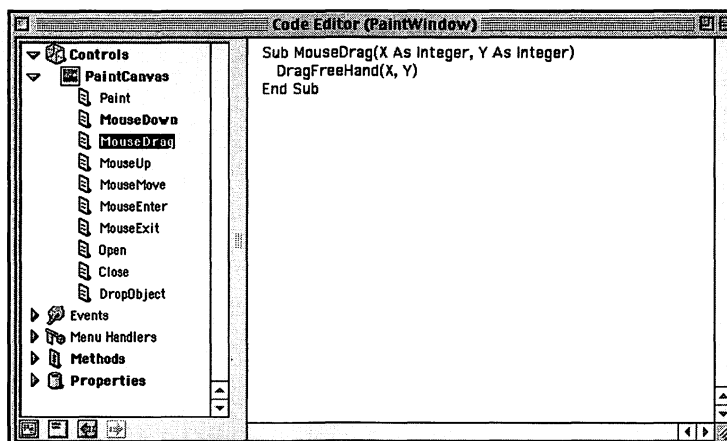 Code Editor (PaintWindow)
Controls
PaintCanvas
Paint
MouseDown
MouseDrag
MouseUp
MouseMove
MouseEnter
MouseExit
Open
Close
DropObject
Events
Menu Handlers
Methods
Properties
Sub MouseDrag(X As Integer, Y As Integer)
DragFreeHand(X, Y)
End Sub